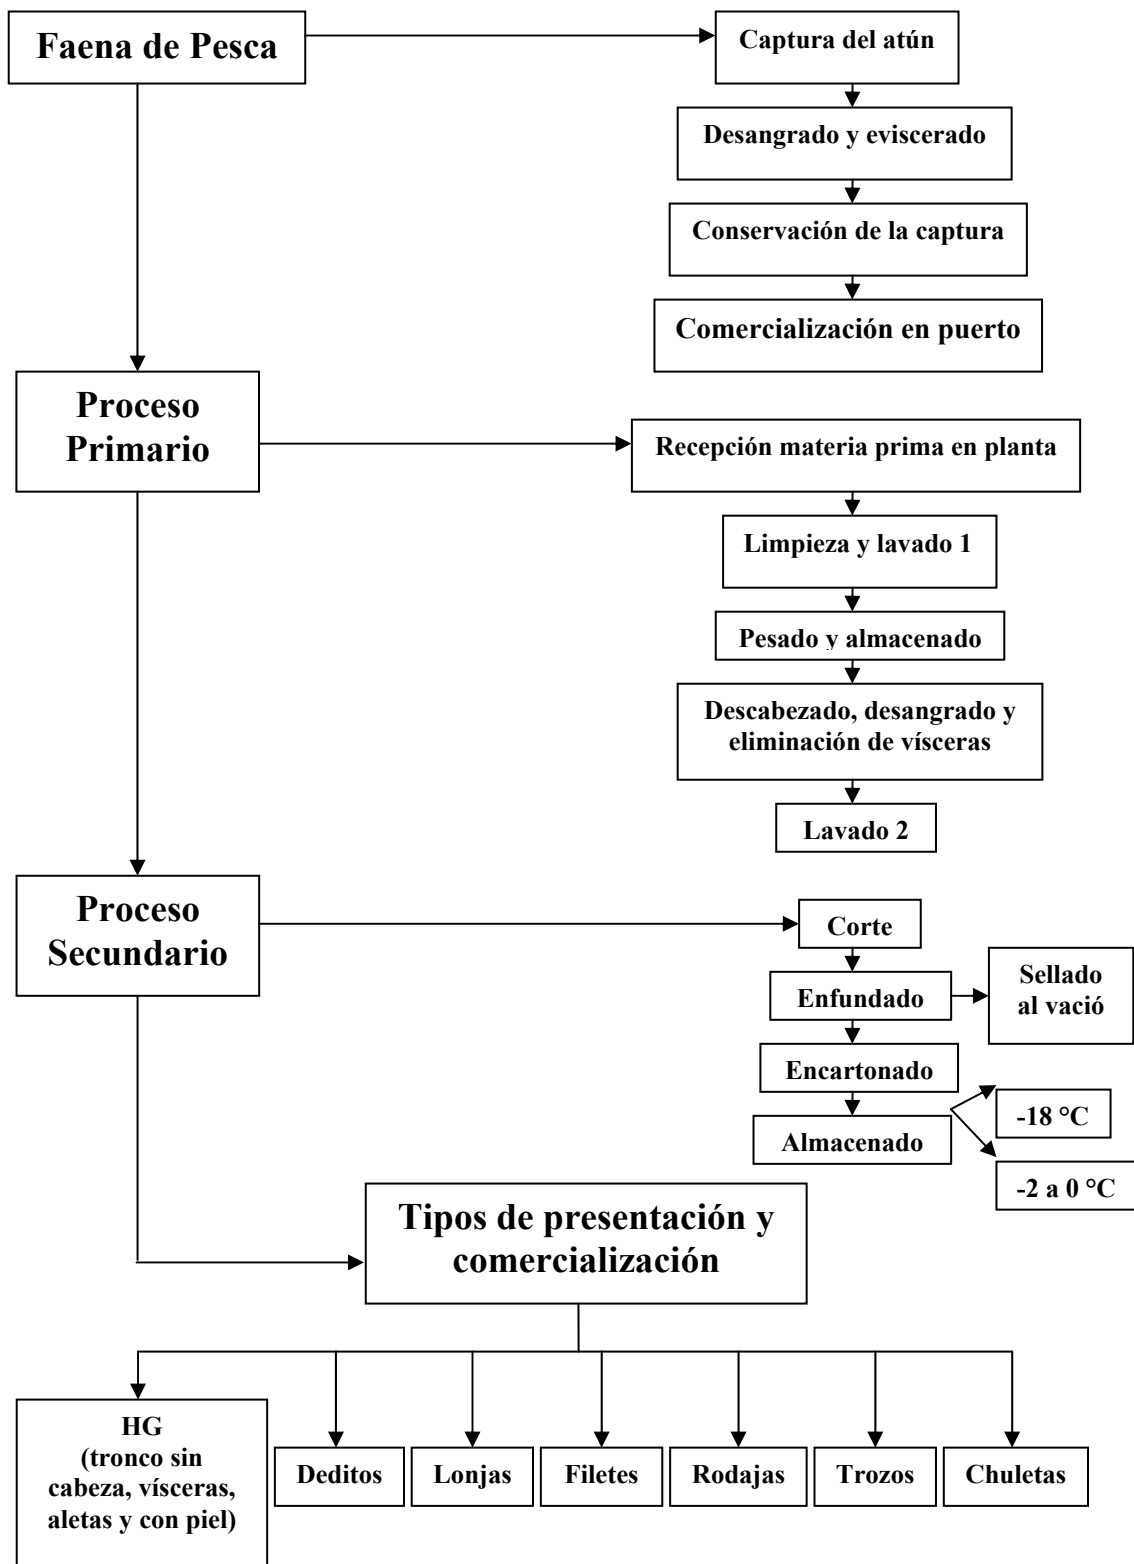 Faena de Pesca
Captura del atún
Desangrado y eviscerado
Conservación de la captura
Comercialización en puerto
Proceso
Primario
Recepción materia prima en planta
Limpieza y lavado 1
Pesado y almacenado
Descabezado, desangrado y
eliminación de vísceras
Lavado 2
Proceso
Secundario
Corte
Enfundado
Sellado
al vació
Encartonado
Almacenado
-18 °C
-2 a 0 °C
Tipos de presentación y
comercialización
HG
(tronco sin
cabeza, vísceras,
aletas y con piel)
Deditos
Lonjas
Filetes
Rodajas
Trozos
Chuletas